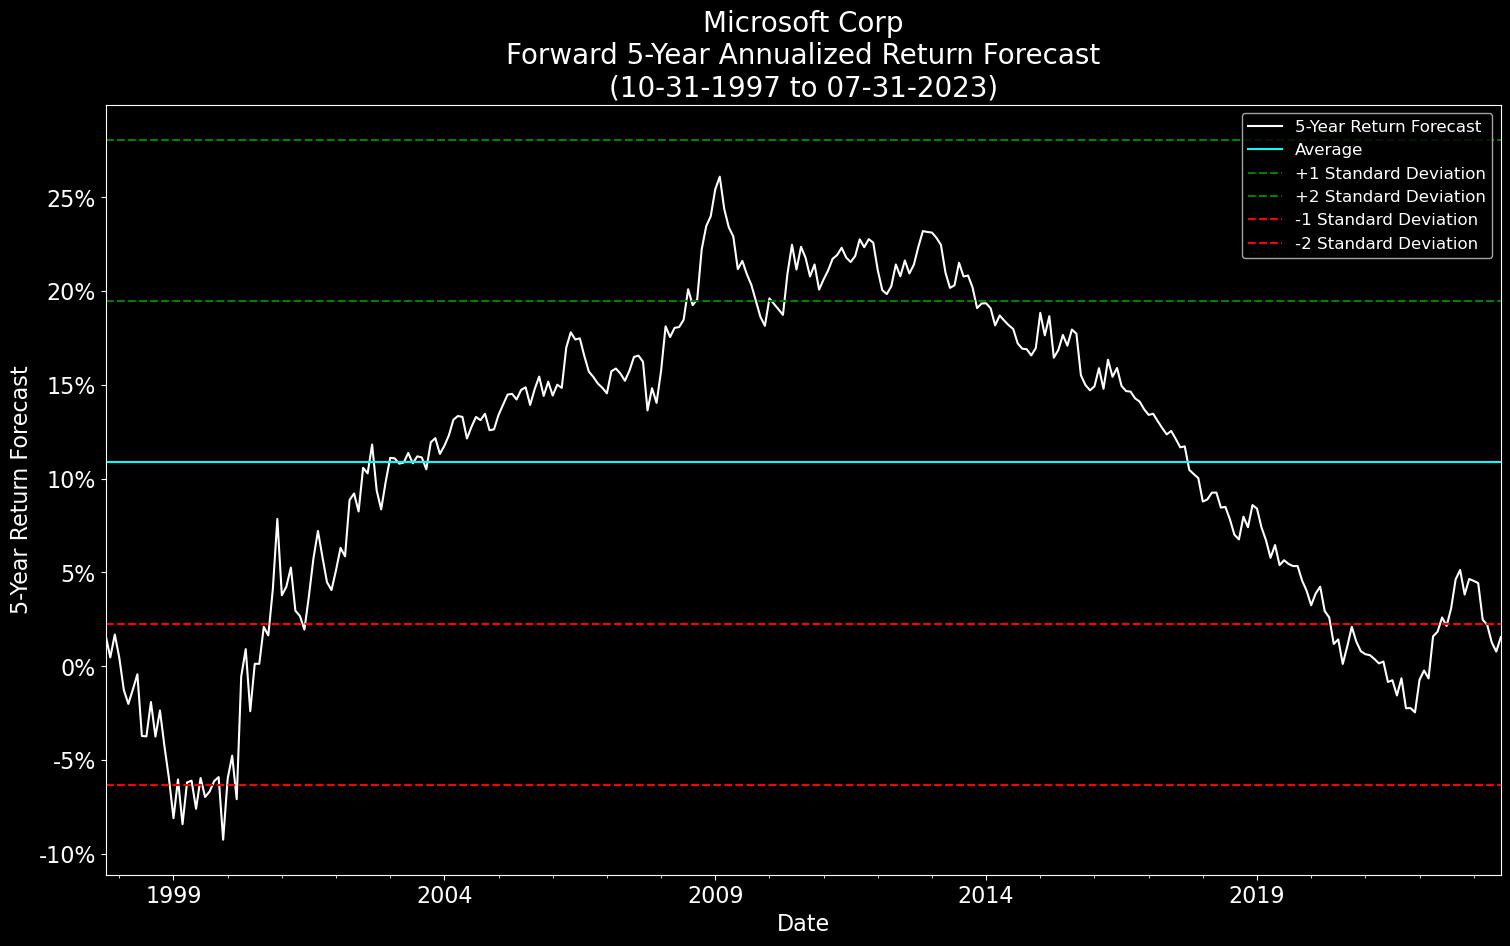 Microsoft Corp
Forward 5-Year Annualized Return Forecast
(10-31-1997 to 07-31-2023)
5-Year Return Forecast
Average
+1 Standard Deviation
+2 Standard Deviation
-1 Standard Deviation
-2 Standard Deviation
25%
20%
15%
10%
5%
0%
-5%
-10%
5-Year Return Forecast
1999 2004 2009 2014 2019
Date